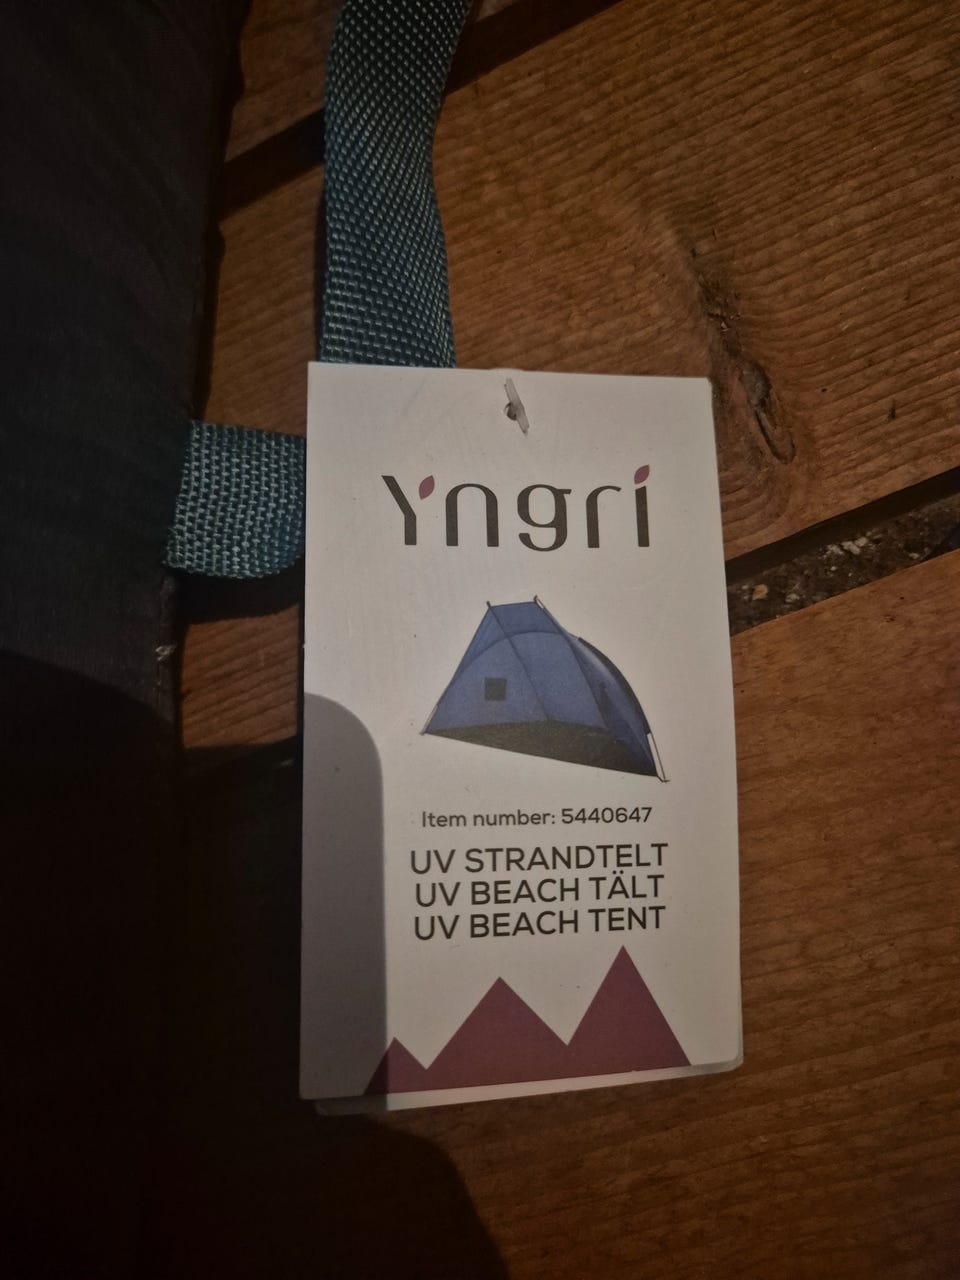 Yngri
Item number: 5440647
UV STRANDTELT
UV BEACH TÄLT
UV BEACH TENT